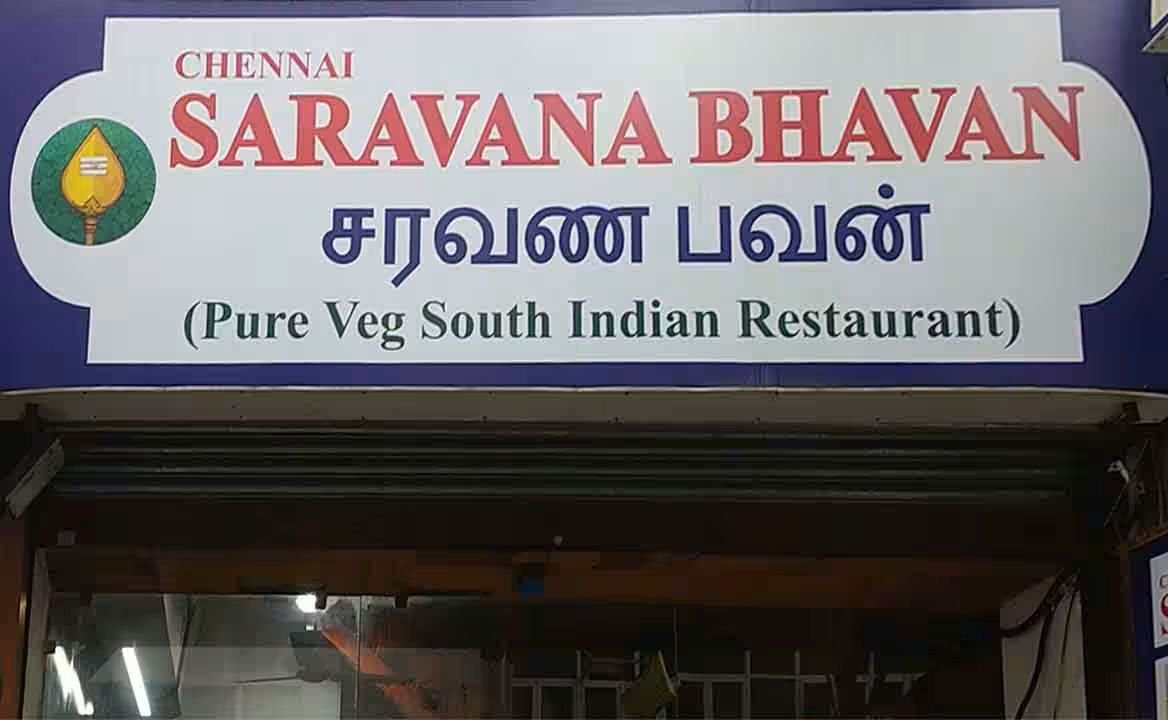 CHENNAI
SARAVANA BHAVAN
சரவண பவன்
(Pure Veg South Indian Restaurant)